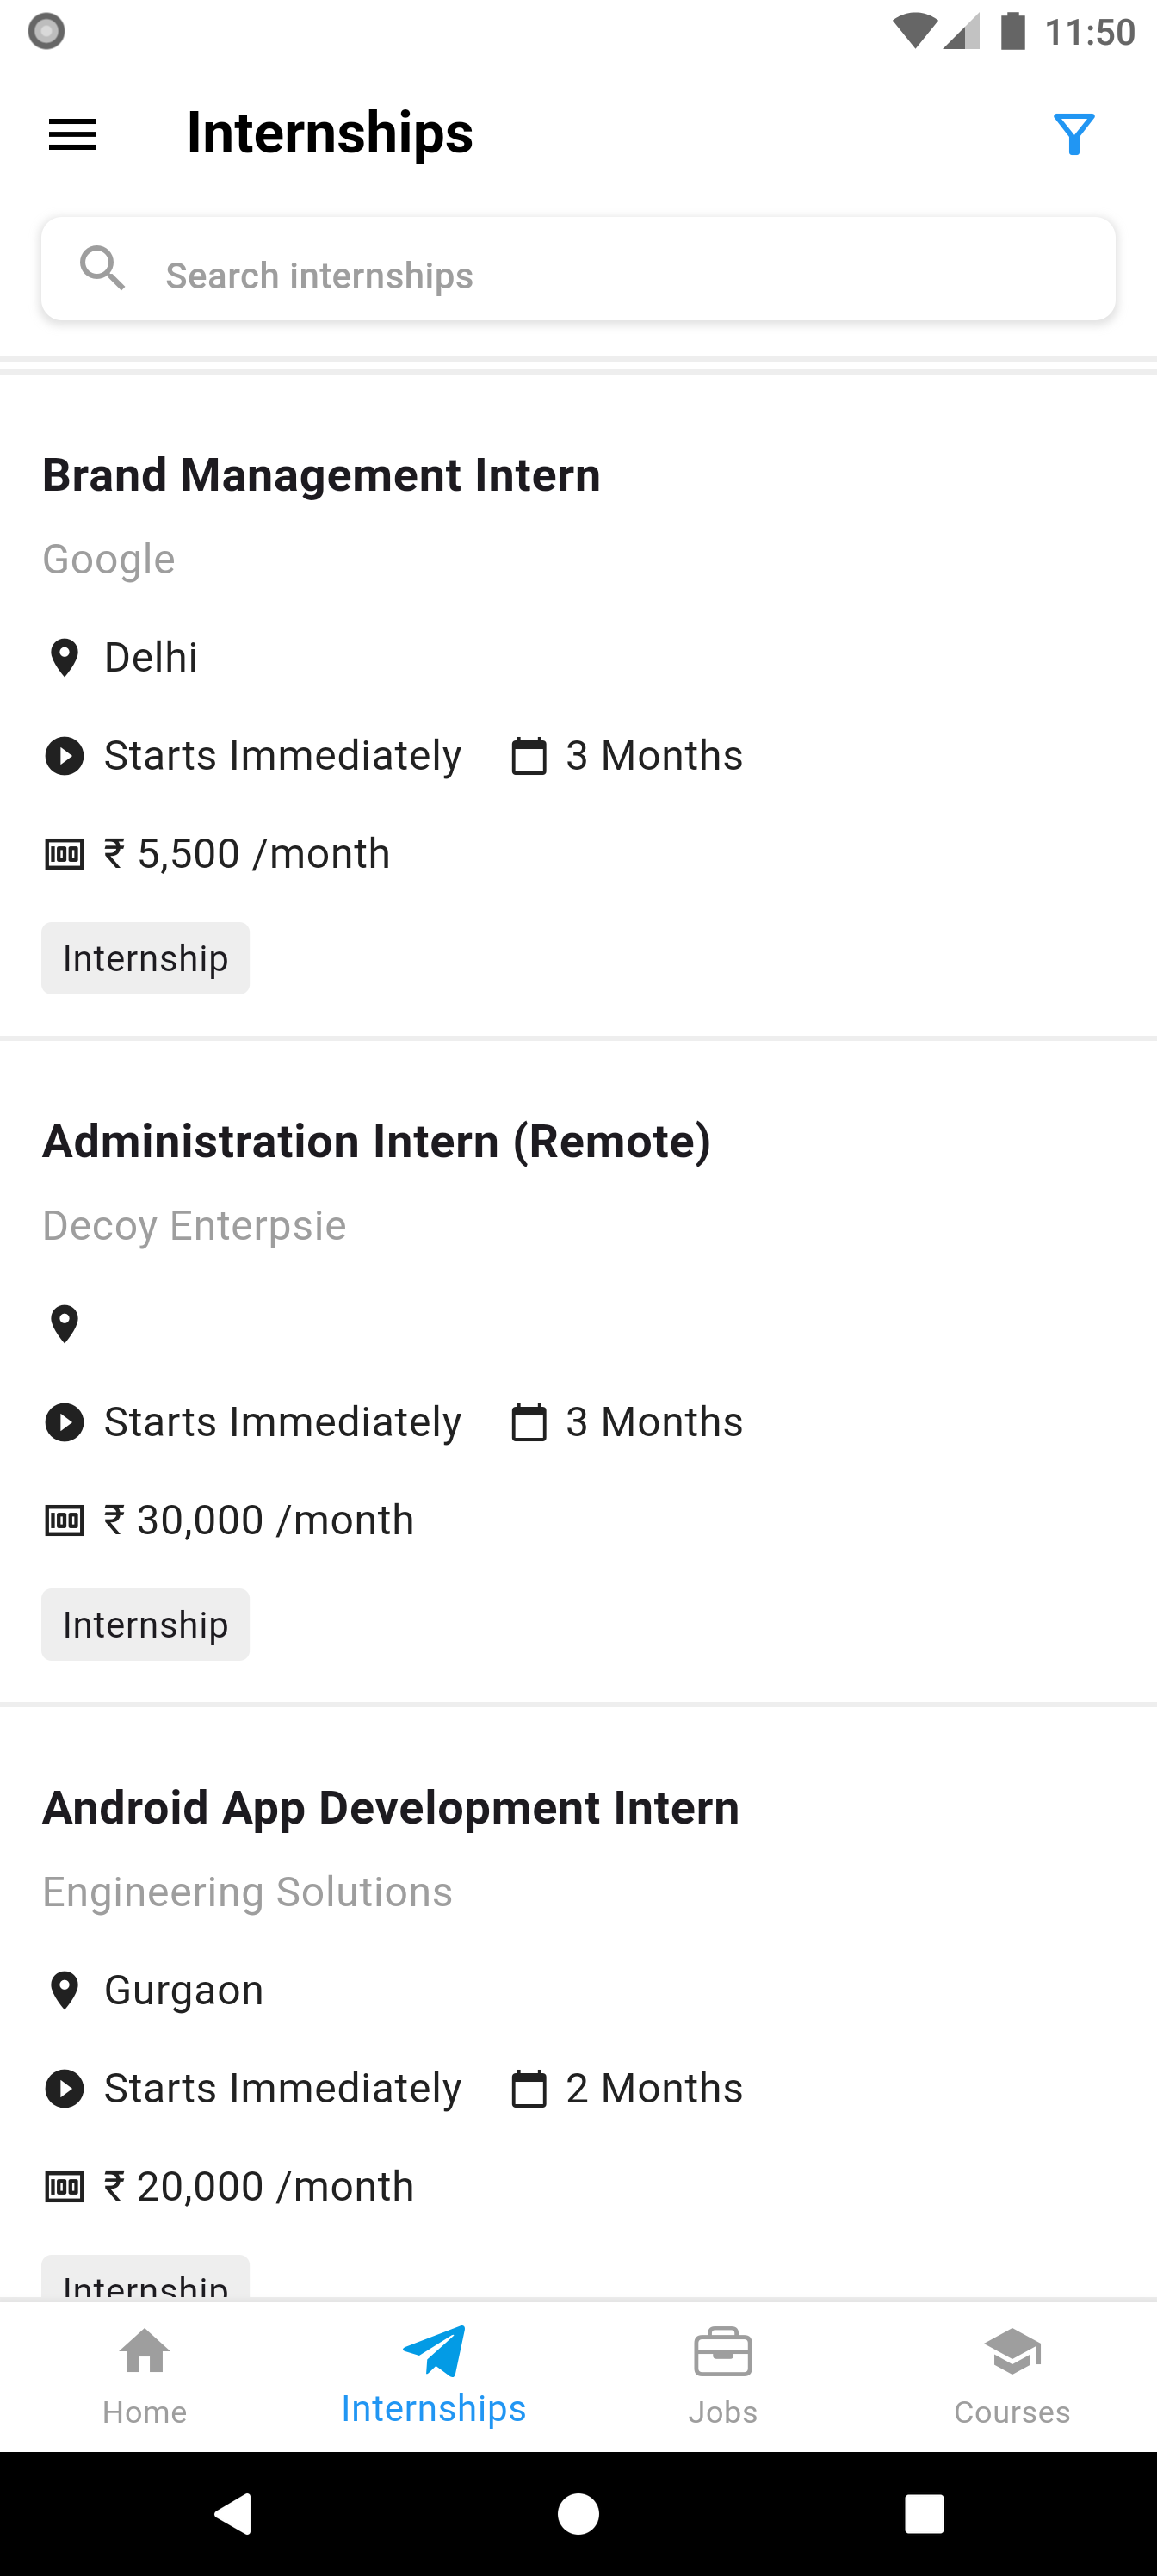 11:50
Internships
Search internships
Brand Management Intern
Google
Delhi
Starts Immediately 3 Months
₹ 5,500 /month
Internship
Administration Intern (Remote)
Decoy Enterpsie
Starts Immediately 3 Months
₹ 30,000 /month
Internship
Android App Development Intern
Engineering Solutions
Gurgaon
Starts Immediately 2 Months
₹ 20,000 /month
Internship
Home Internships Jobs Courses